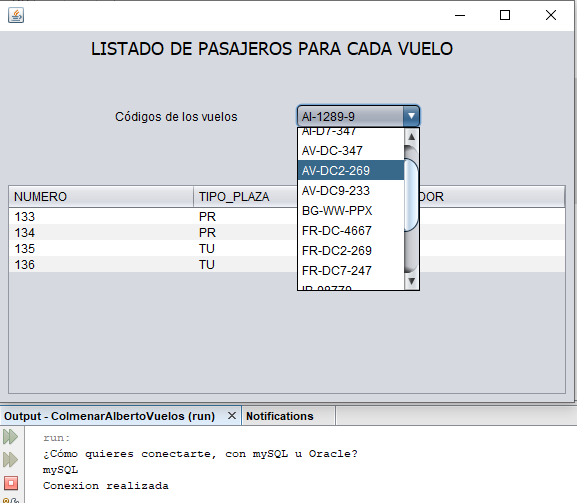 LISTADO DE PASAJEROS PARA CADA VUELO
Códigos de los vuelos
AI-1289-9
AI-D7-347
AV-DC-347
AV-DC2-269
AV-DC9-233
BG-WW-PPX
FR-DC-4667
FR-DC2-269
FR-DC7-247
IB-98779
NUMERO TIPO_PLAZA DOR
133 PR
134 PR
135 TU
136 TU
Output - ColmenarAlbertoVuelos (run) Notifications
run:
¿Cómo quieres conectarte, con mySQL u Oracle?
mySQL
Conexion realizada